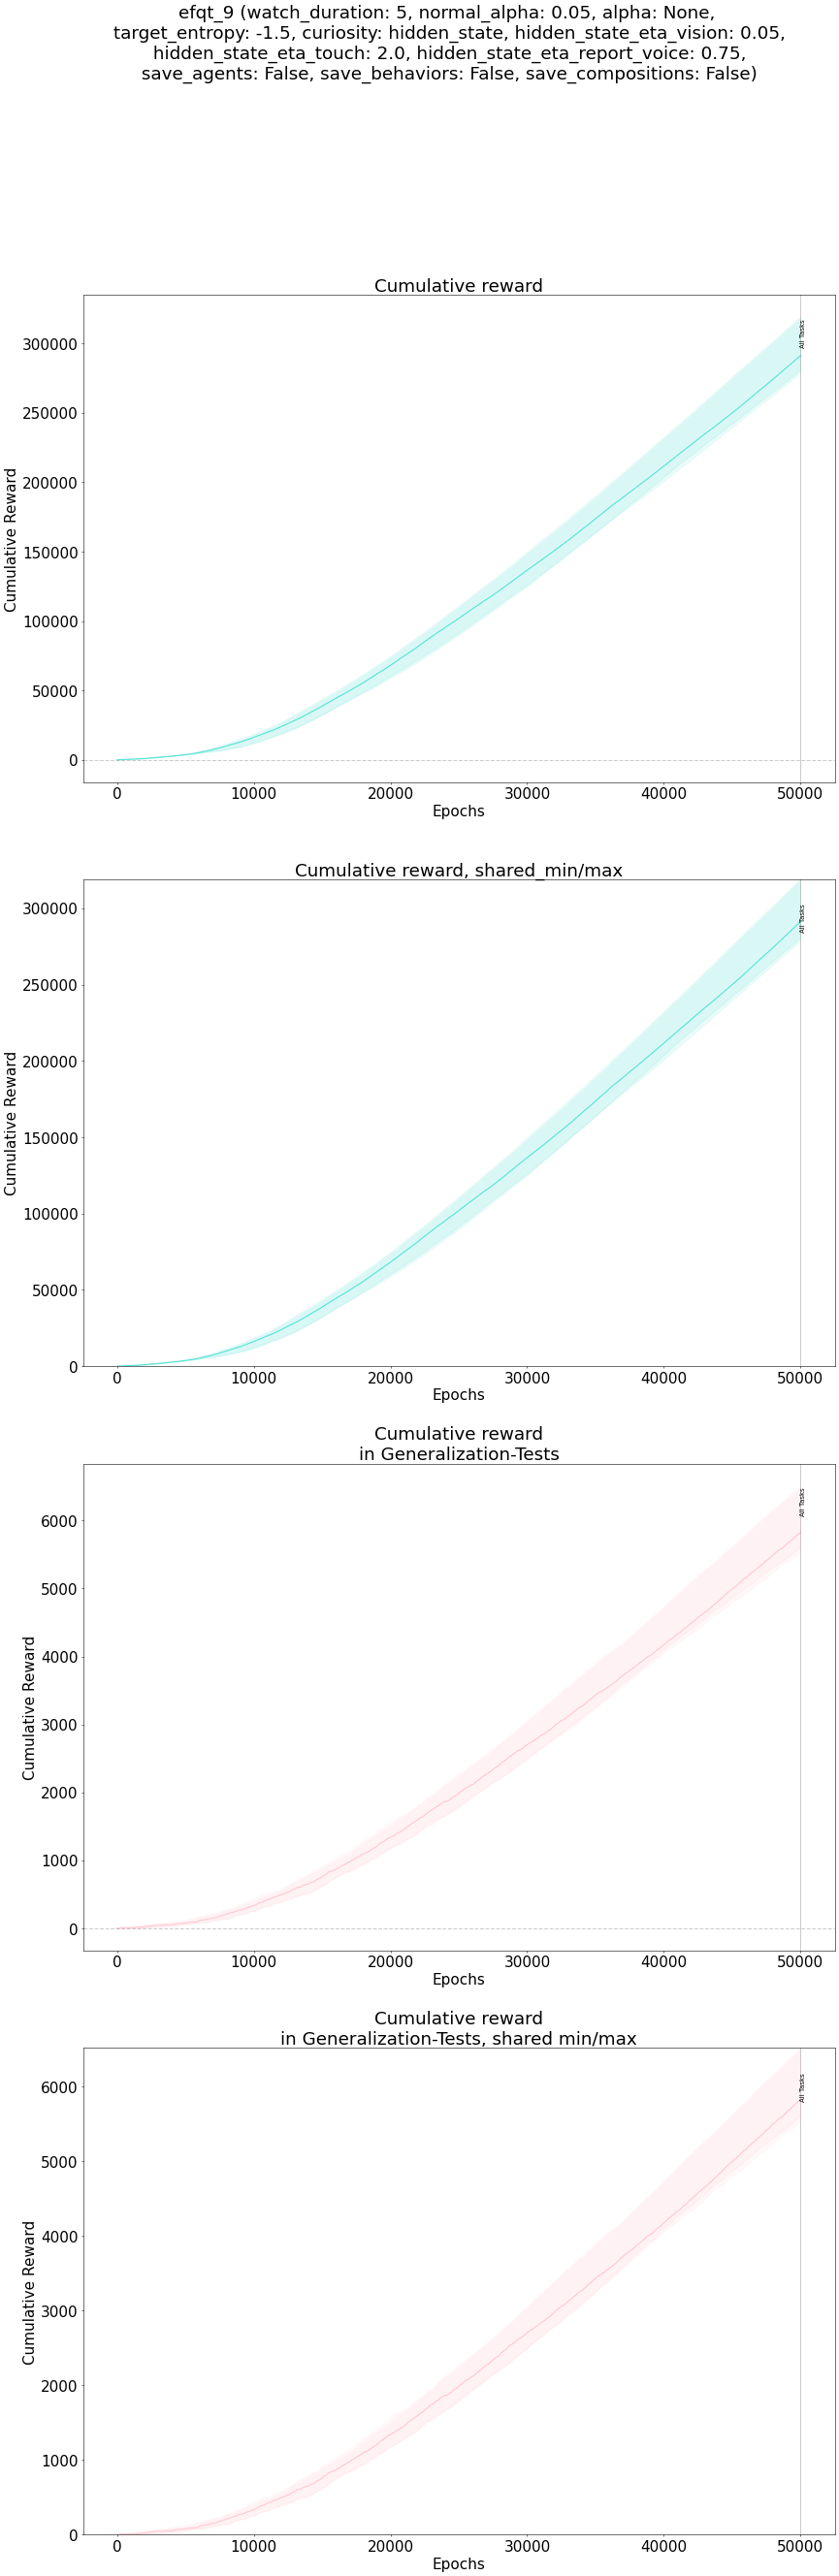 efqt_9 (watch_duration: 5, normal_alpha: 0.05, alpha: None,
target_entropy: -1.5, curiosity: hidden_state, hidden_state_eta_vision: 0.05,
hidden_state_eta_touch: 2.0, hidden_state_eta_report_voice: 0.75,
save_agents: False, save_behaviors: False, save_compositions: False)
Cumulative reward
All Tasks
300000
250000
200000
150000
100000
50000
0
Cumulative Reward
0 10000 20000 30000 40000 50000
Epochs
Cumulative reward, shared_min/max
All Tasks
300000
250000
200000
150000
100000
50000
0
Cumulative Reward
0 10000 20000 30000 40000 50000
Epochs
Cumulative reward
in Generalization-Tests
All Tasks
6000
5000
4000
3000
2000
1000
0
Cumulative Reward
0 10000 20000 30000 40000 50000
Epochs
Cumulative reward
in Generalization-Tests, shared min/max
All Tasks
6000
5000
4000
3000
2000
1000
0
Cumulative Reward
0 10000 20000 30000 40000 50000
Epochs